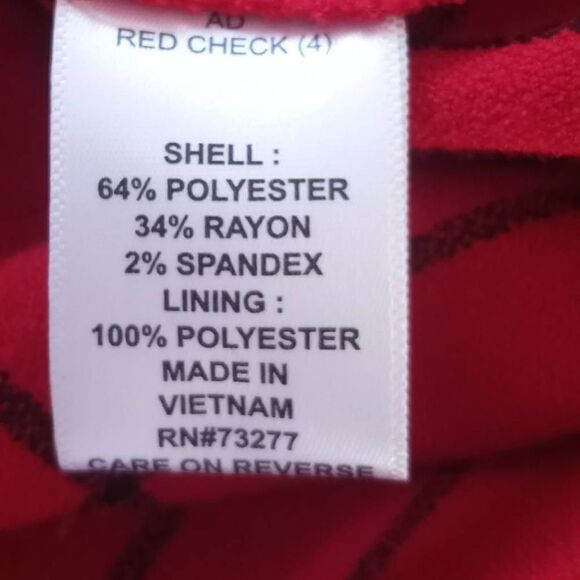 AD
RED CHECK (4)
SHELL :
64% POLYESTER
34% RAYON
2% SPANDEX
LINING :
100% POLYESTER
MADE IN
VIETNAM
RN#73277
CARE ON REVERSE